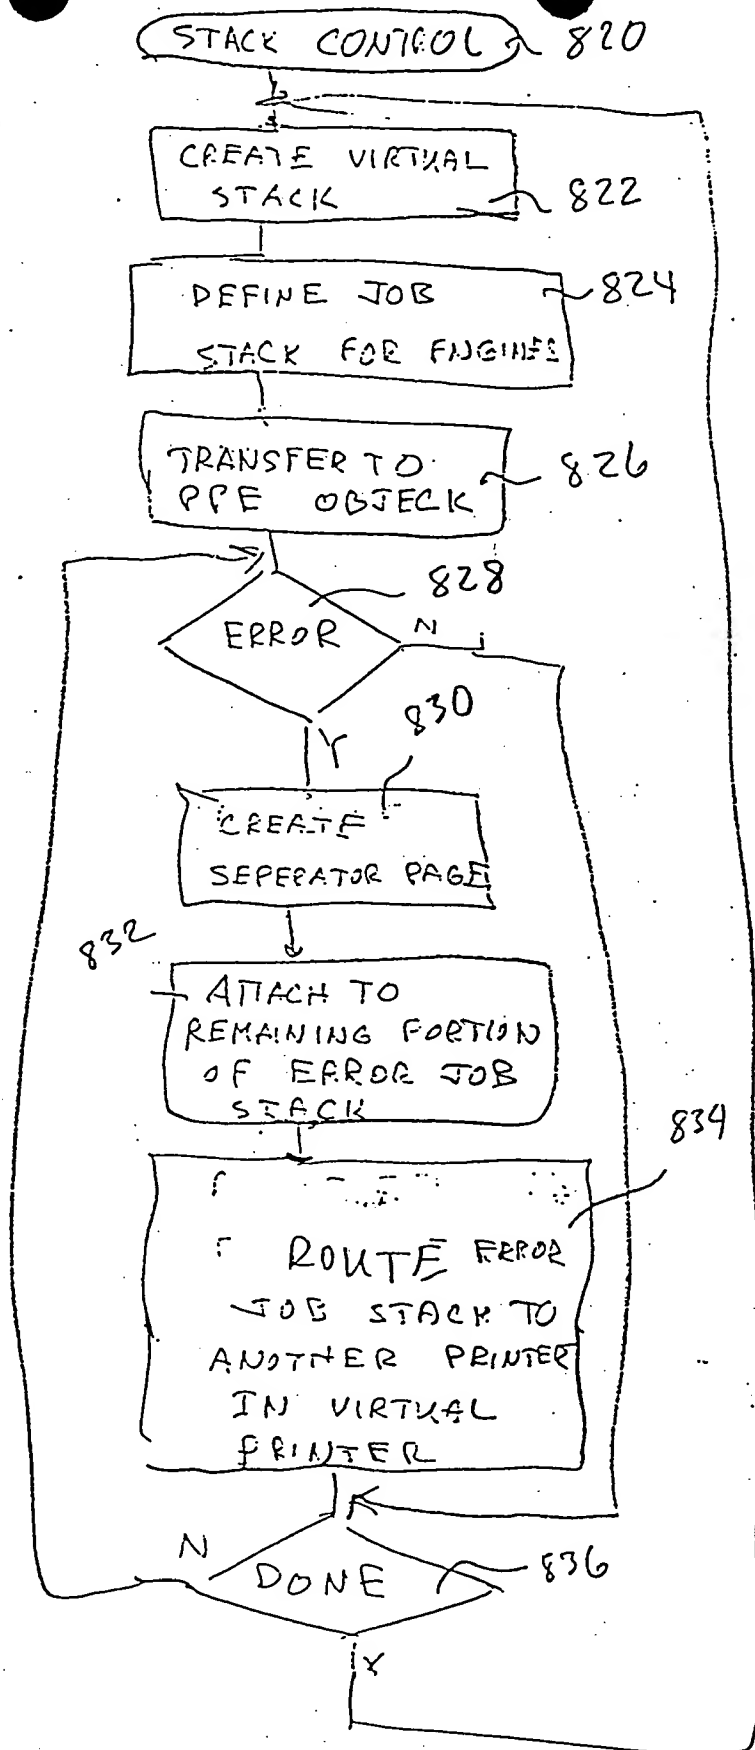 STACK CONTROL 820
CREATE VIRTUAL
STACK 822
DEFINE JOB 824
STACK FOR ENGINES
TRANSFER TO
PPE OBJECK 826
828
ERROR N
830
Y
CREATE
SEPERATOR PAGE
832
ATTACH TO
REMAINING PORTION
OF ERROR JOB
STACK
834
ROUTE ERROR
JOB STACK TO
ANOTHER PRINTER
IN VIRTUAL
PRINTER
N
DONE 836
Y